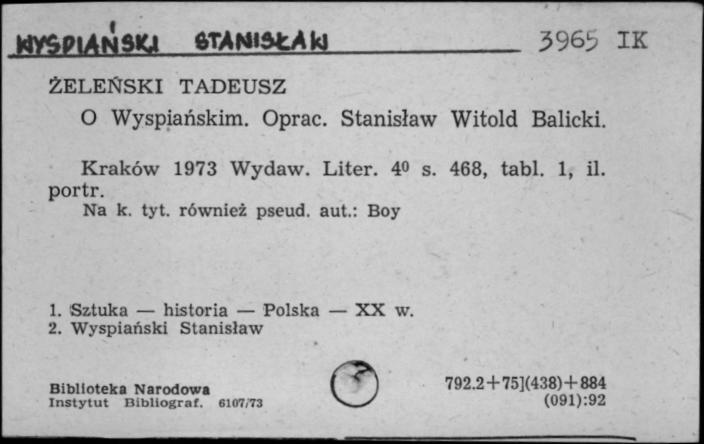 WYSPIAŃSKI STANISŁAW 3965 IK
ŻELEŃSKI TADEUSZ
O Wyspiańskim. Oprac. Stanisław Witold Balicki.
Kraków 1973 Wydaw. Liter. 4⁰ s. 468, tabl. 1, il.
portr.
Na k. tyt. również pseud. aut.: Boy
1. Sztuka — historia — Polska — XX w.
2. Wyspiański Stanisław
Biblioteka Narodowa
Instytut Bibliograf. 6107/73
792.2+75](438)+884
(091):92